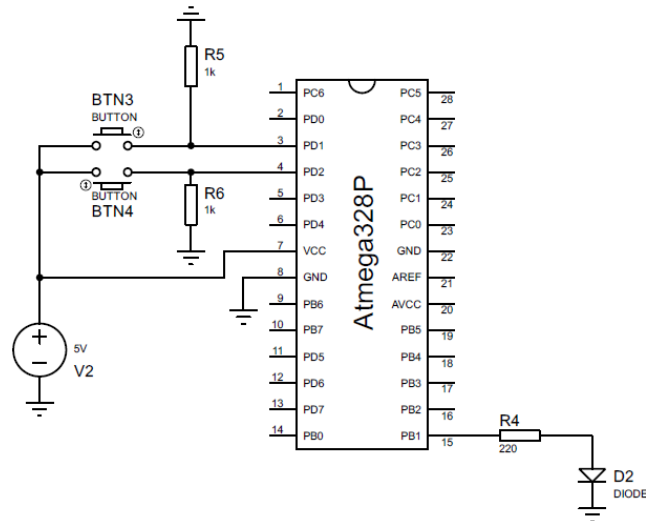 R5
1k
BTN3
BUTTON
BUTTON
BTN4
R6
1k
5V
V2
Atmega328P
1 PC6
2 PD0
3 PD1
4 PD2
5 PD3
6 PD4
7 VCC
8 GND
9 PB6
10 PB7
11 PD5
12 PD6
13 PD7
14 PB0
PC5 28
PC4 27
PC3 26
PC2 25
PC1 24
PC0 23
GND 22
AREF 21
AVCC 20
PB5 19
PB4 18
PB3 17
PB2 16
PB1 15
R4
220
D2
DIODE